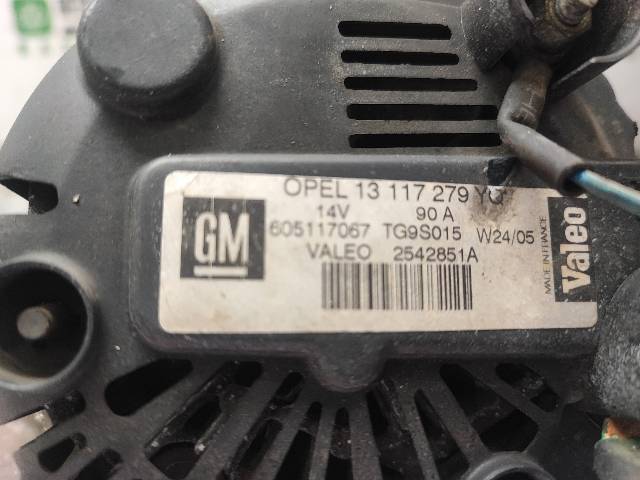 OPEL 13 117 279 YQ
GM
14V 90 A
605117067 TG9S015 W24/05
VALEO 2542851A
MADE IN FRANCE
Valeo